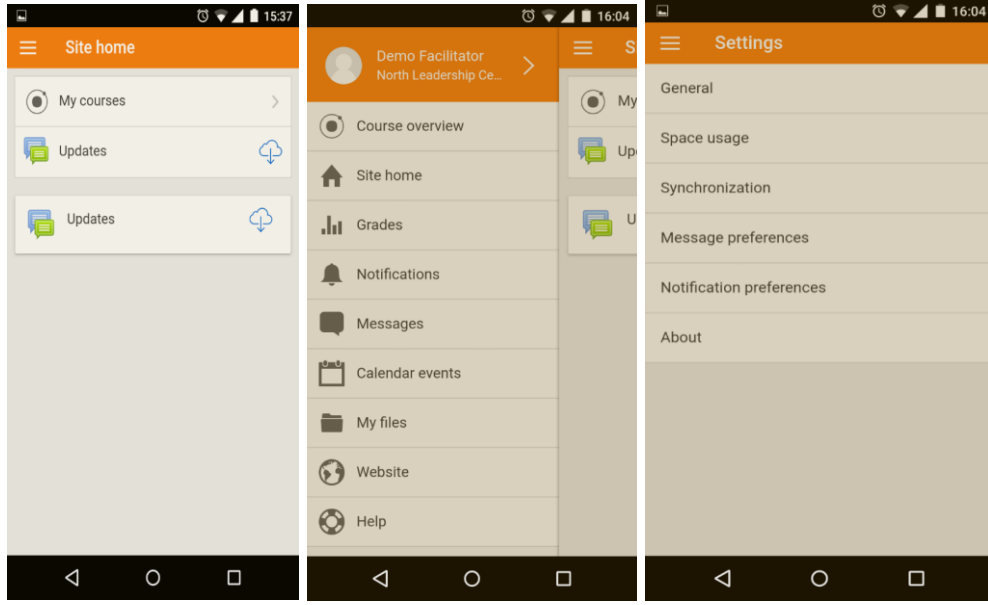 15:37
Site home
My courses
Updates
Updates
16:04
Demo Facilitator
North Leadership Ce...
Course overview
Site home
Grades
Notifications
Messages
Calendar events
My files
Website
Help
S
My
Up
U
16:04
Settings
General
Space usage
Synchronization
Message preferences
Notification preferences
About